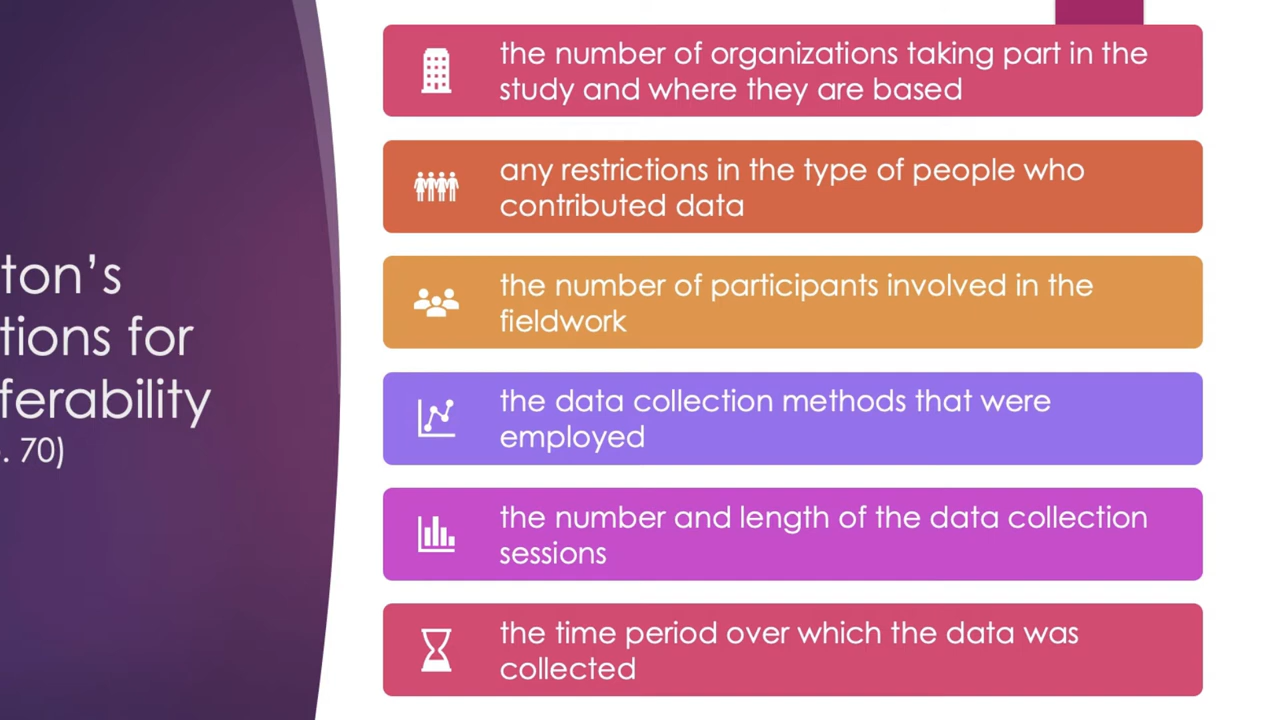 ton's
tions for
ferability
. 70)
the number of organizations taking part in the
study and where they are based
any restrictions in the type of people who
contributed data
the number of participants involved in the
fieldwork
the data collection methods that were
employed
the number and length of the data collection
sessions
the time period over which the data was
collected